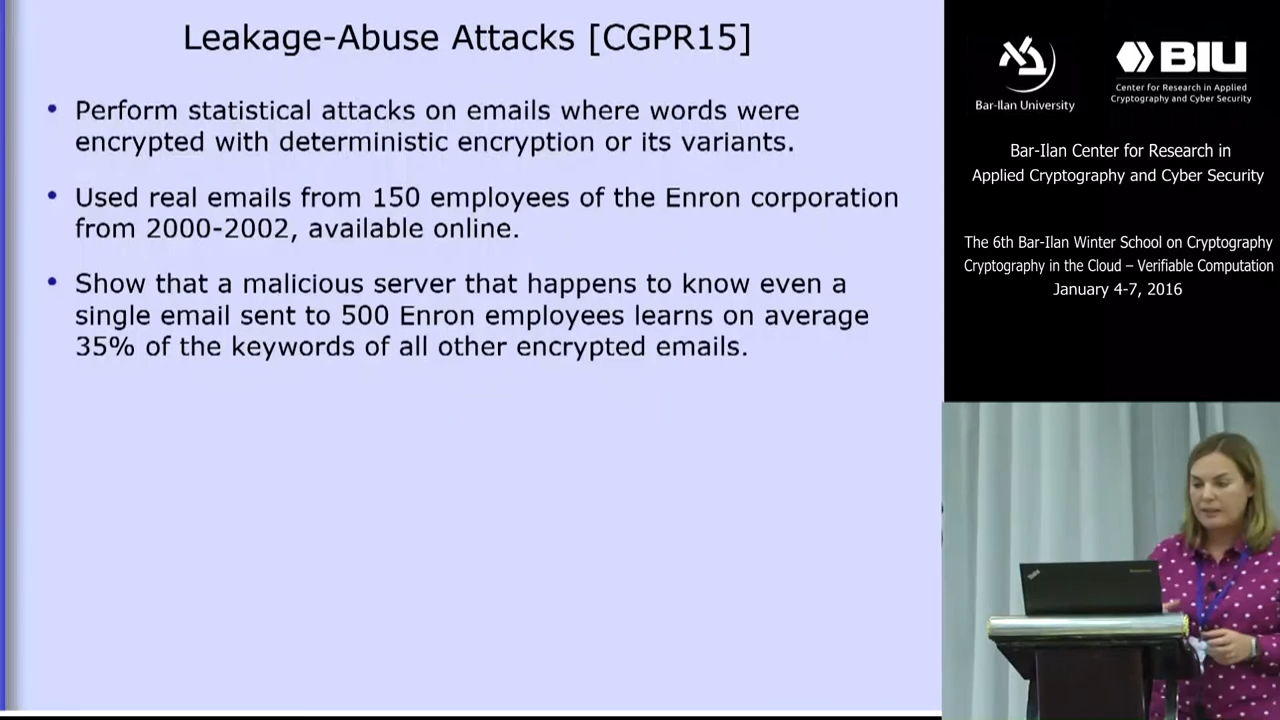 Leakage-Abuse Attacks [CGPR15]
• Perform statistical attacks on emails where words were
encrypted with deterministic encryption or its variants.
• Used real emails from 150 employees of the Enron corporation
from 2000-2002, available online.
• Show that a malicious server that happens to know even a
single email sent to 500 Enron employees learns on average
35% of the keywords of all other encrypted emails.
Bar-Ilan University
BIU
Center for Research in Applied
Cryptography and Cyber Security
Bar-Ilan Center for Research in
Applied Cryptography and Cyber Security
The 6th Bar-Ilan Winter School on Cryptography
Cryptography in the Cloud – Verifiable Computation
January 4-7, 2016